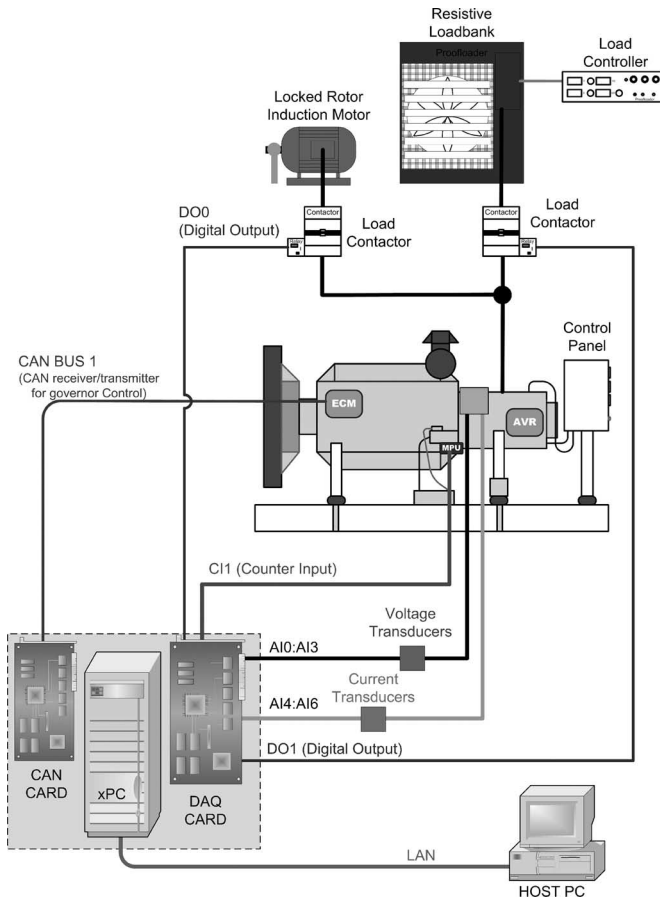 Resistive
Loadbank
Proofloader
Load
Controller
Proofloader
Locked Rotor
Induction Motor
DO0
(Digital Output)
Contactor
Load
Contactor
Contactor
Load
Contactor
CAN BUS 1
(CAN receiver/transmitter
for governor Control)
Control
Panel
ECM
AVR
MPU
CI1 (Counter Input)
Voltage
Transducers
AI0:AI3
Current
Transducers
AI4:AI6
DO1 (Digital Output)
CAN
CARD
xPC
DAQ
CARD
LAN
HOST PC